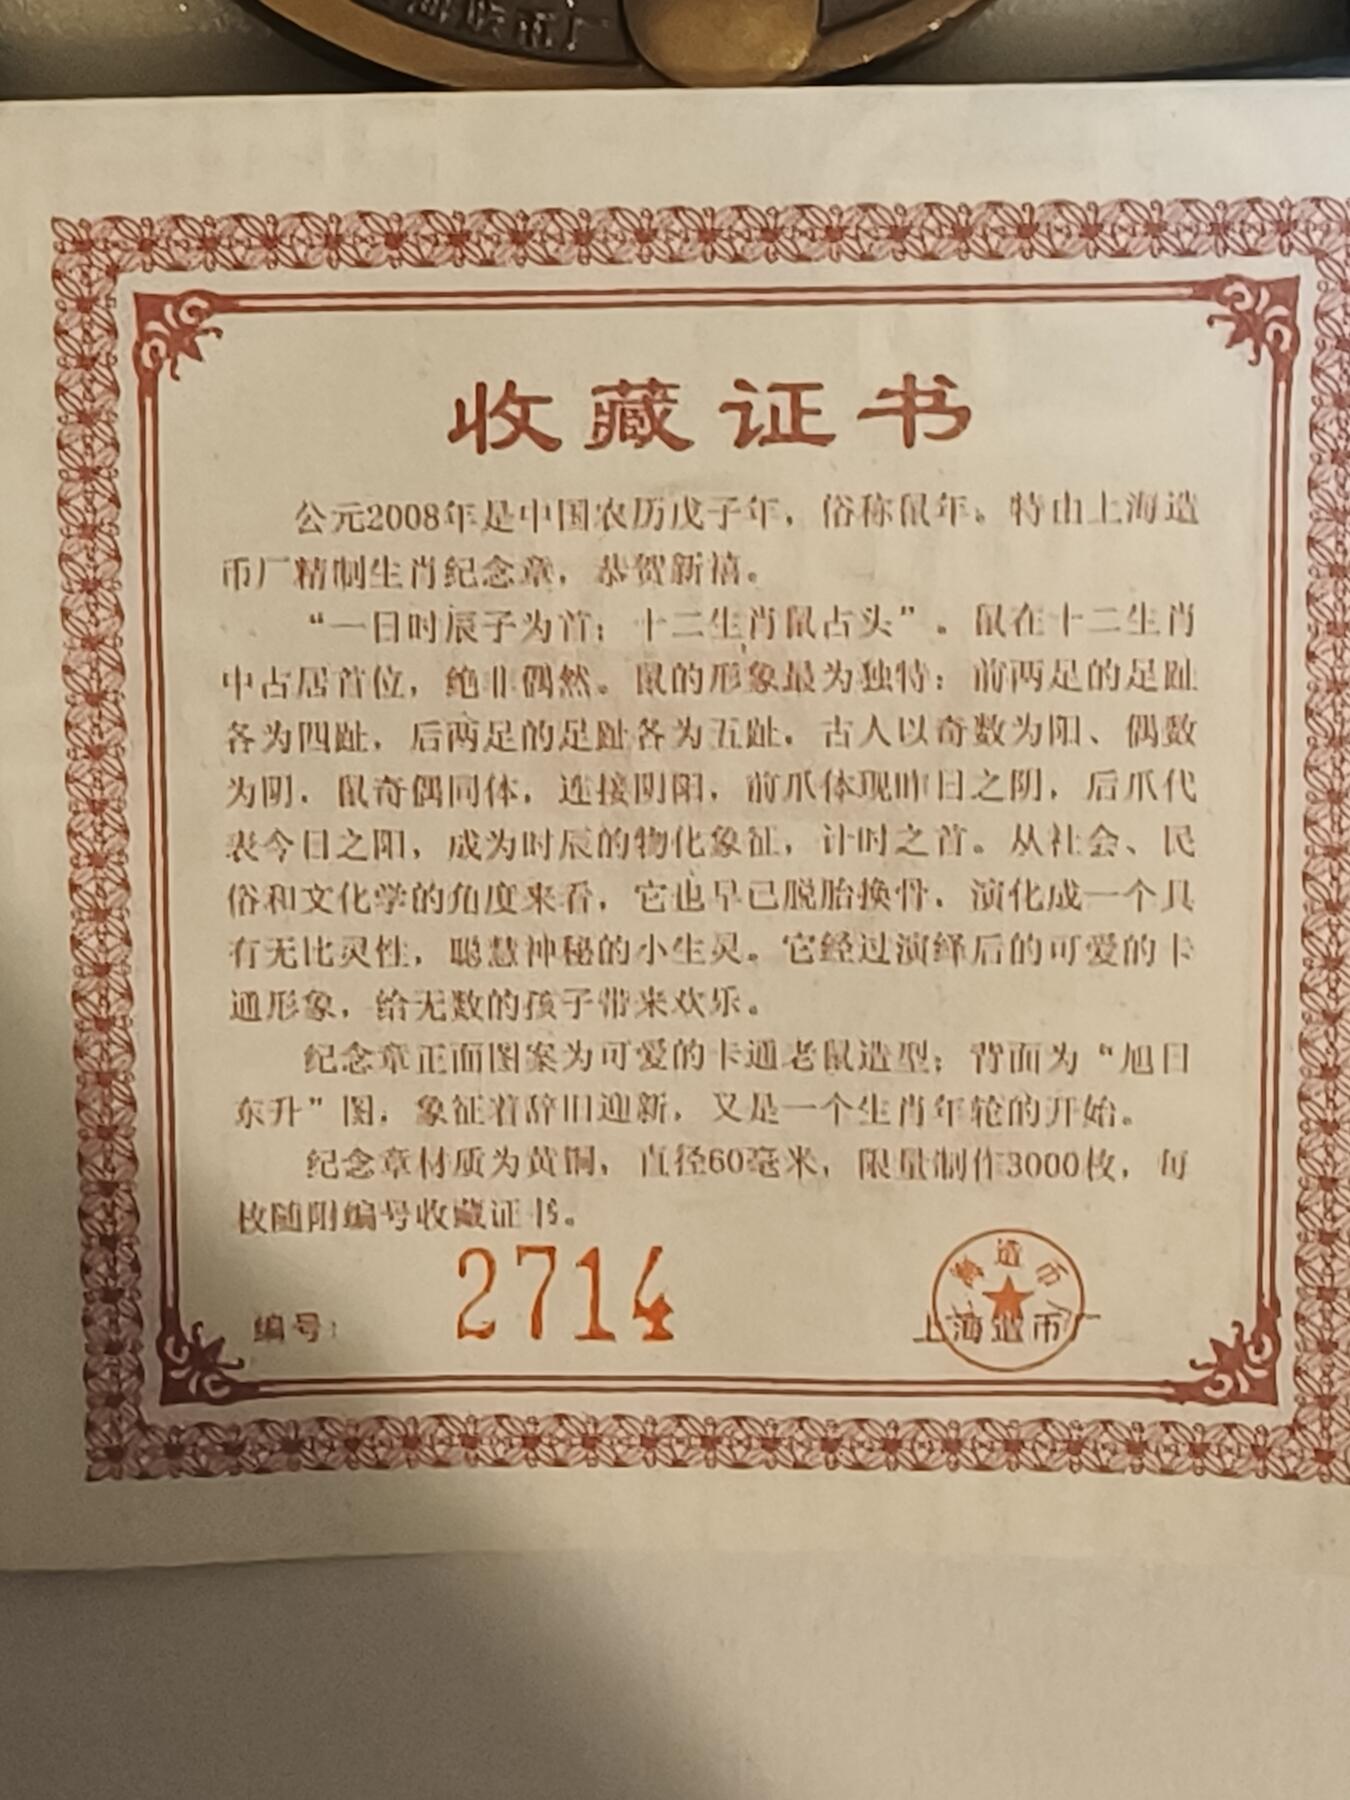 币厂
收藏证书
公元2008年是中国农历戊子年，俗称鼠年。特由上海造
币厂精制生肖纪念章，恭贺新禧。
“一日时辰子为首；十二生肖鼠占头”。鼠在十二生肖
中占居首位，绝非偶然。鼠的形象最为独特：前两足的足趾
各为四趾，后两足的足趾各为五趾，古人以奇数为阳、偶数
为阴，鼠奇偶同体，连接阴阳，前爪体现昨日之阴，后爪代
表今日之阳，成为时辰的物化象征，计时之首。从社会、民
俗和文化学的角度来看，它也早已脱胎换骨，演化成一个具
有无比灵性，聪慧神秘的小生灵。它经过演绎后的可爱的卡
通形象，给无数的孩子带来欢乐。
纪念章正面图案为可爱的卡通老鼠造型；背面为“旭日
东升”图，象征着辞旧迎新，又是一个生肖年轮的开始。
纪念章材质为黄铜，直径60毫米，限量制作3000枚，每
枚随附编号收藏证书。
编号：2714
上海造币厂
海造币